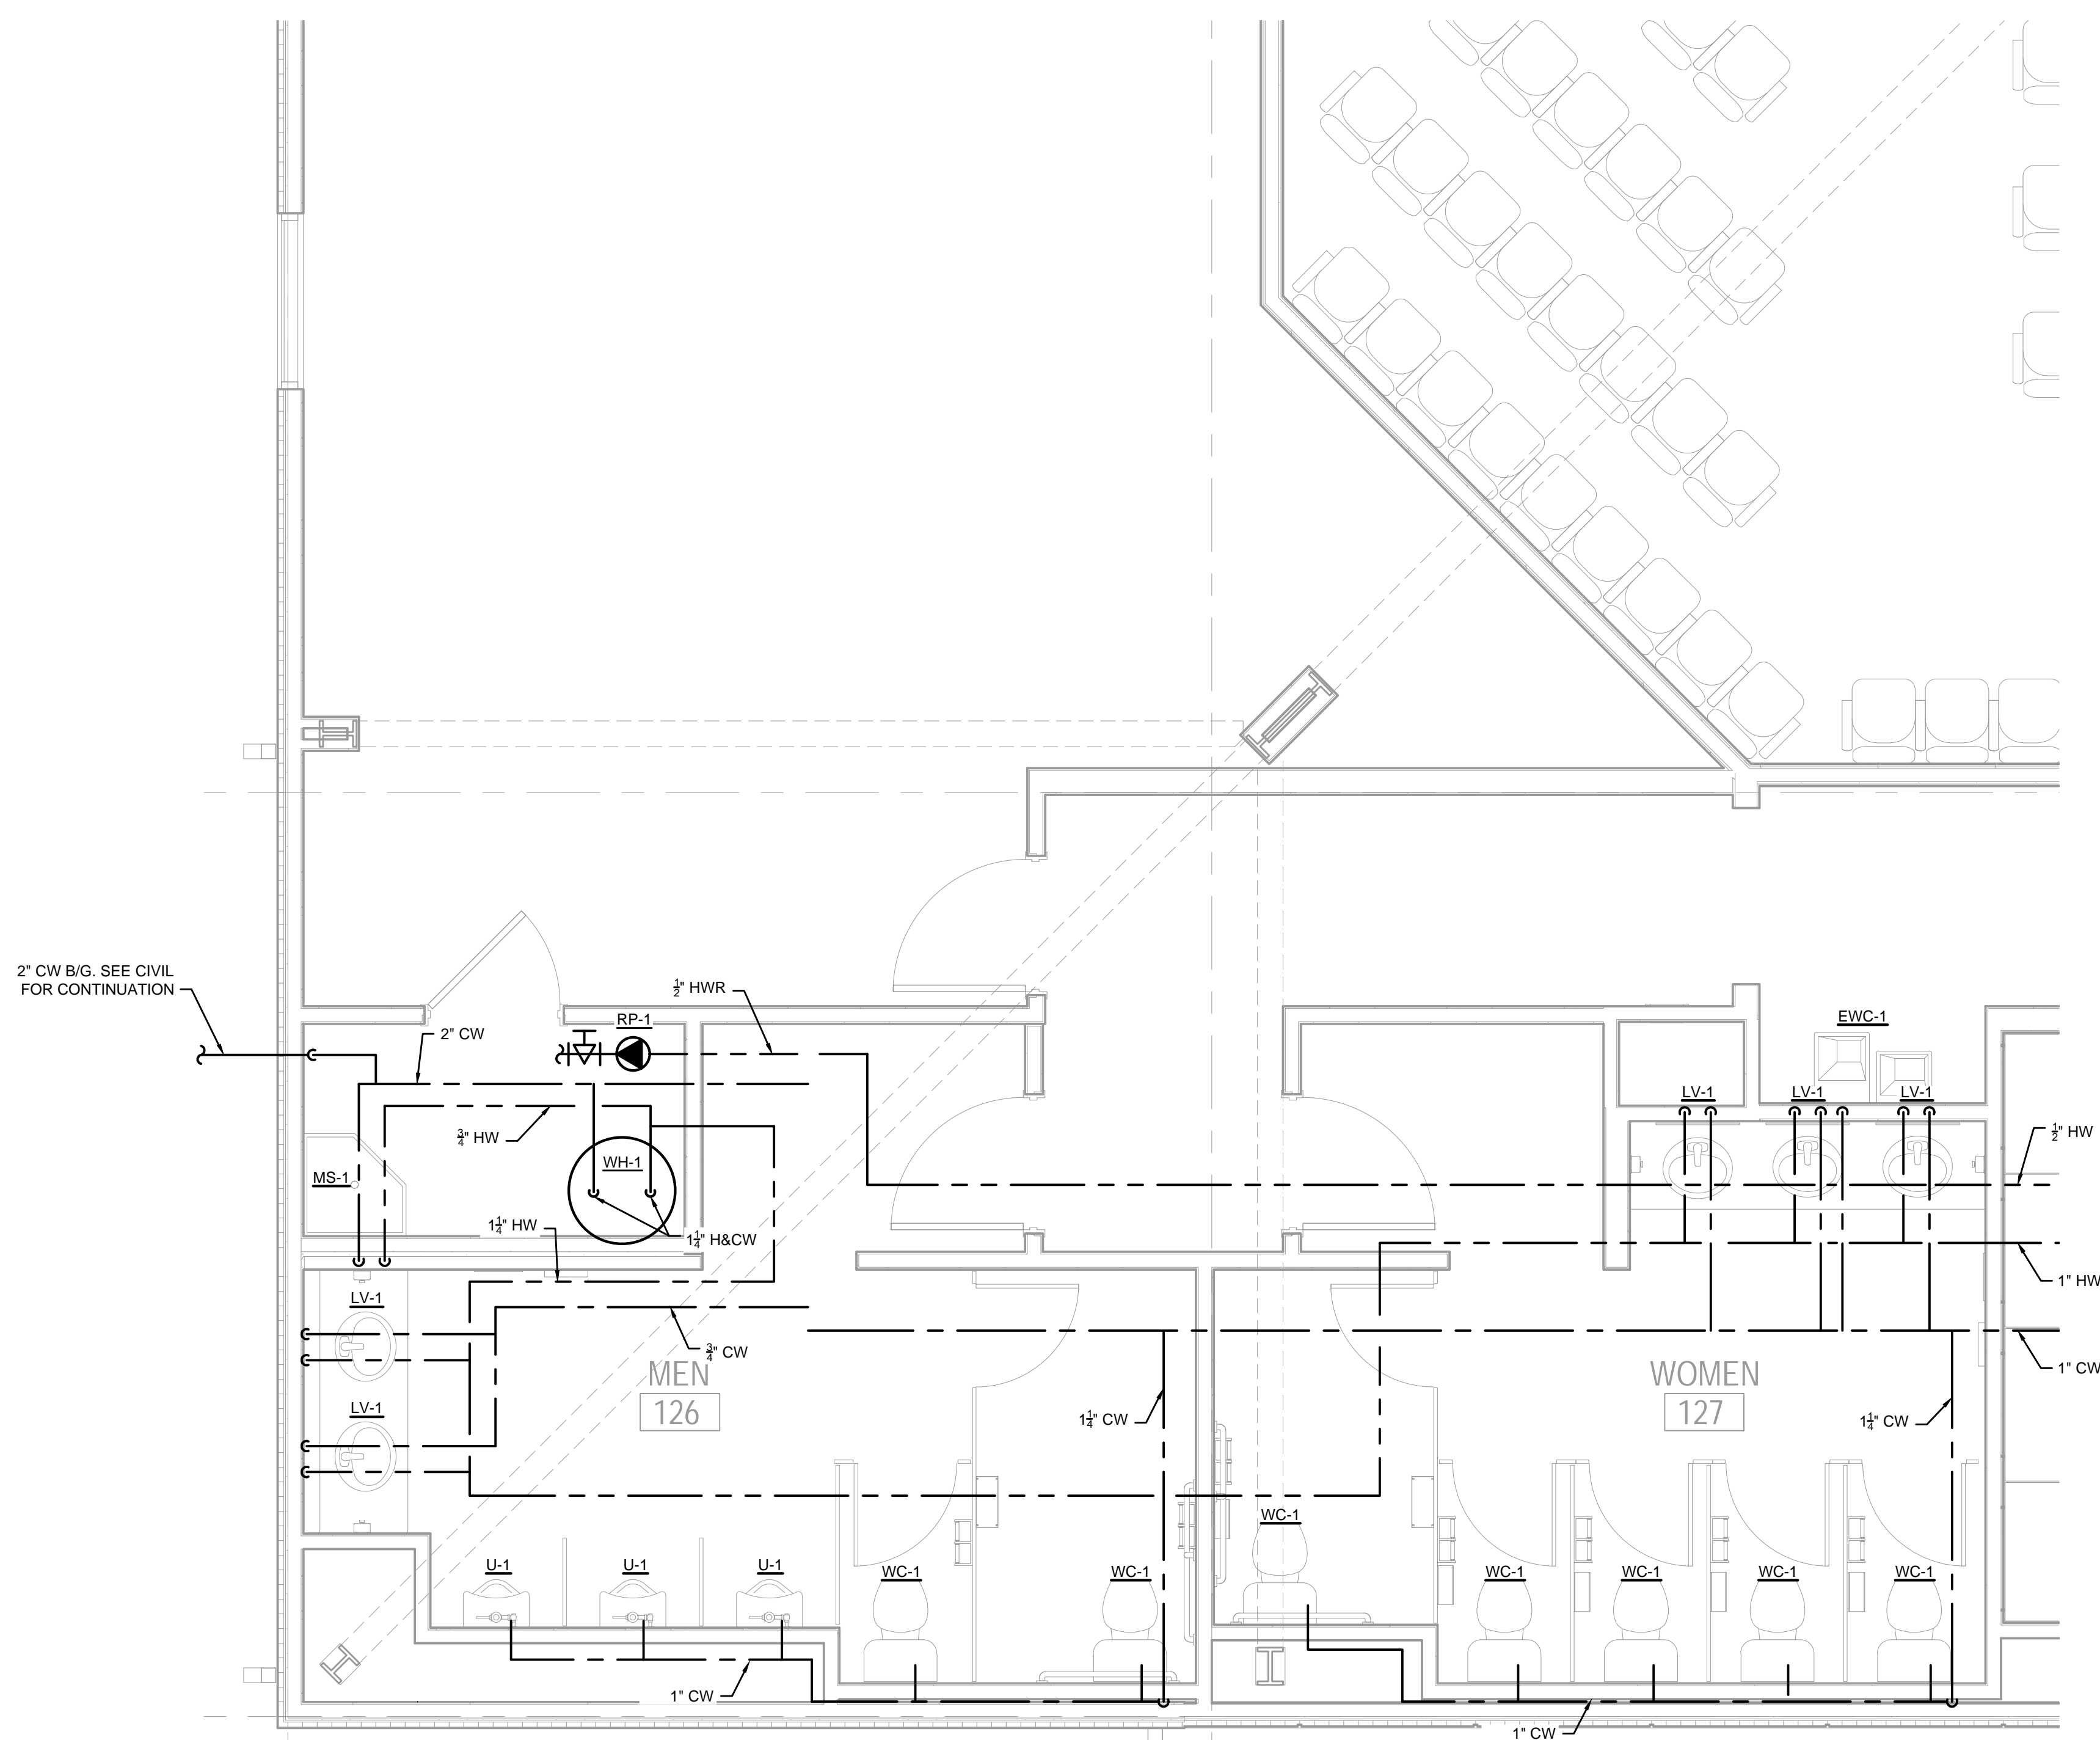 2" CW B/G. SEE CIVIL
FOR CONTINUATION
2" CW
½" HWR
RP-1
EWC-1
LV-1
LV-1
LV-1
½" HW
¾" HW
WH-1
MS-1
1¼" HW
1¼" H&CW
1" HW
LV-1
¾" CW
1" CW
MEN
126
WOMEN
127
LV-1
1¼" CW
1¼" CW
WC-1
U-1
U-1
U-1
WC-1
WC-1
WC-1
WC-1
WC-1
WC-1
1" CW
1" CW